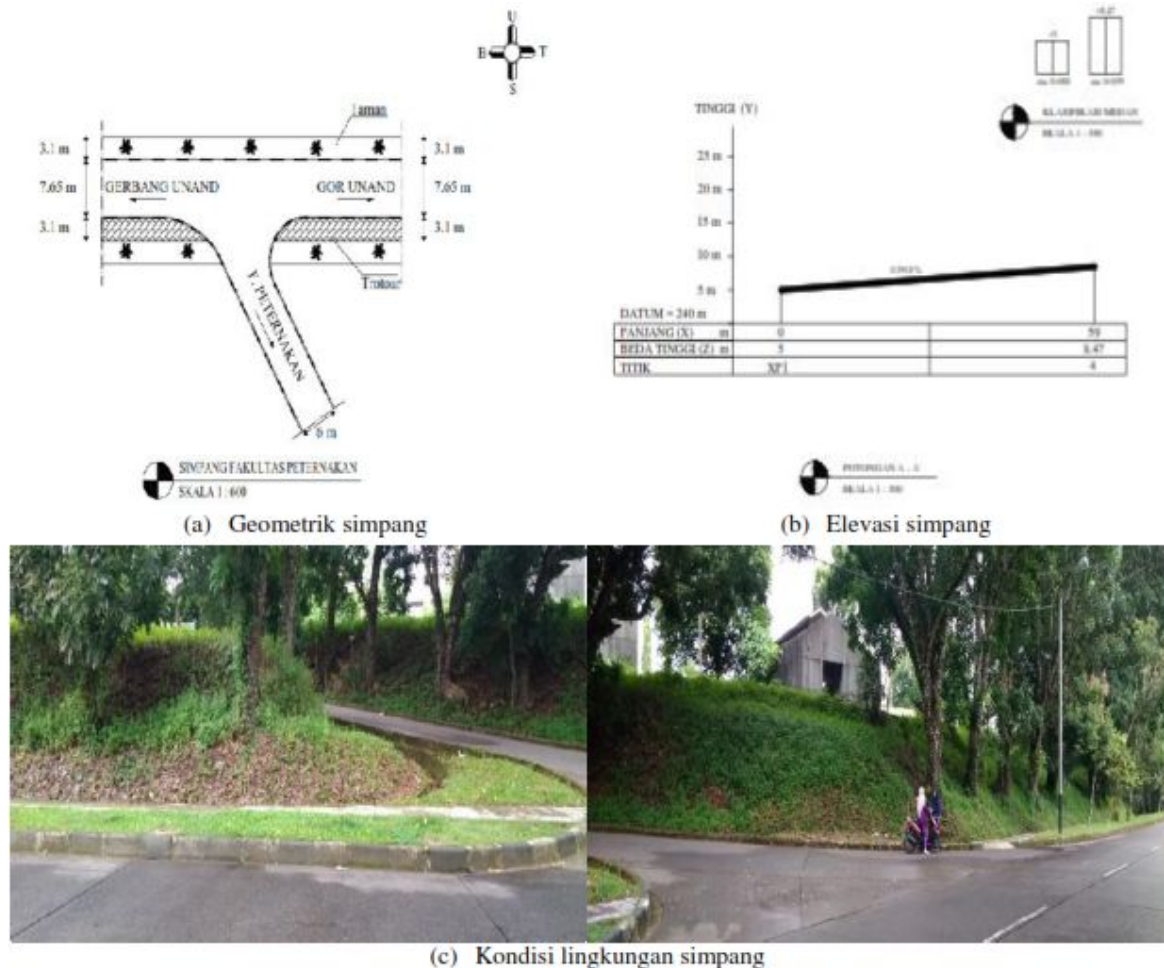 U
B T
S
Taman
3.1 m 3.1 m
7.65 m GERBANG UNAND GOR UNAND 7.65 m
3.1 m 3.1 m
Trotoar
F. PETERNAKAN
6 m
SIMPANG FAKULTAS PETERNAKAN
SKALA 1 : 600
(a) Geometrik simpang
KLASIFIKASI MEDAN
TINGGI (Y)
25 m
20 m
15 m
10 m
5 m
DATUM = 240 m
PANJANG (X) m 0 59
BEDA TINGGI (Z) m 5 8.47
TITIK XP1 4
(b) Elevasi simpang
(c) Kondisi lingkungan simpang